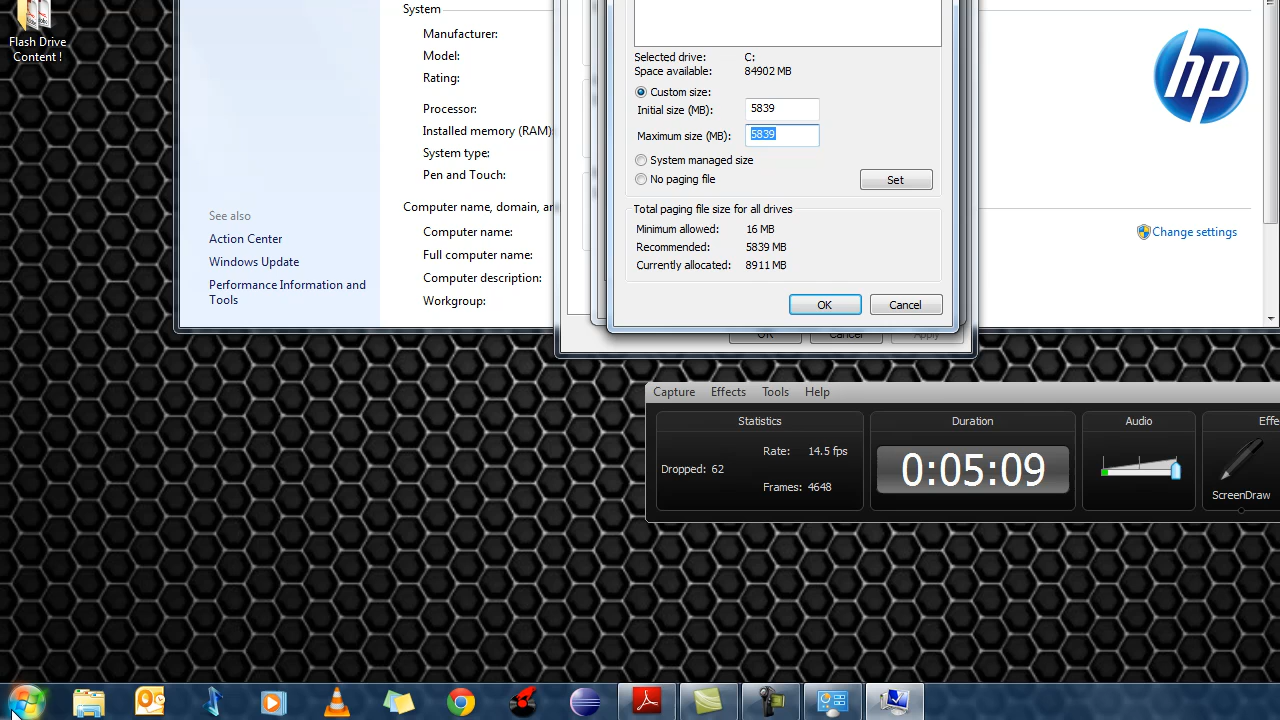 Flash Drive
Content !
System
Manufacturer:
Model:
Rating:
Processor:
Installed memory (RAM):
System type:
Pen and Touch:
Computer name, domain, an
Computer name:
Full computer name:
Computer description:
Workgroup:
See also
Action Center
Windows Update
Performance Information and
Tools
Selected drive: C:
Space available: 84902 MB
Custom size:
Initial size (MB): 5839
Maximum size (MB): 5839
System managed size
No paging file
Set
Total paging file size for all drives
Minimum allowed: 16 MB
Recommended: 5839 MB
Currently allocated: 8911 MB
OK Cancel
OK Cancel Apply
hp
Change settings
Capture Effects Tools Help
Statistics
Dropped: 62
Rate: 14.5 fps
Frames: 4648
Duration
0:05:09
Audio
Effe
ScreenDraw